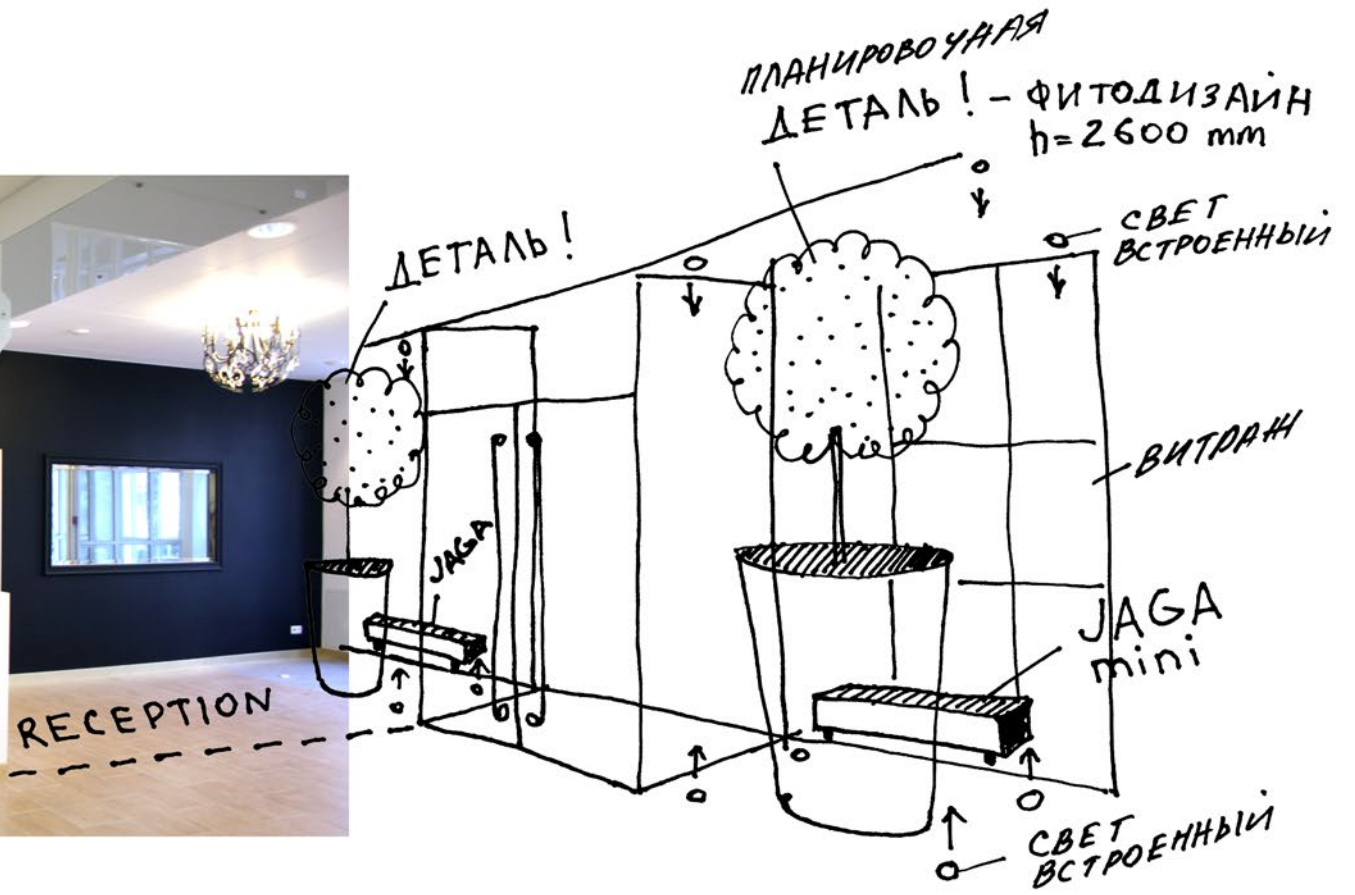 ПЛАНИРОВОЧНАЯ
ДЕТАЛЬ! - ФИТОДИЗАЙН
h=2600 mm
ДЕТАЛЬ!
СВЕТ
ВСТРОЕННЫЙ
ВИТРАЖ
JAGA
JAGA
mini
RECEPTION
СВЕТ
ВСТРОЕННЫЙ